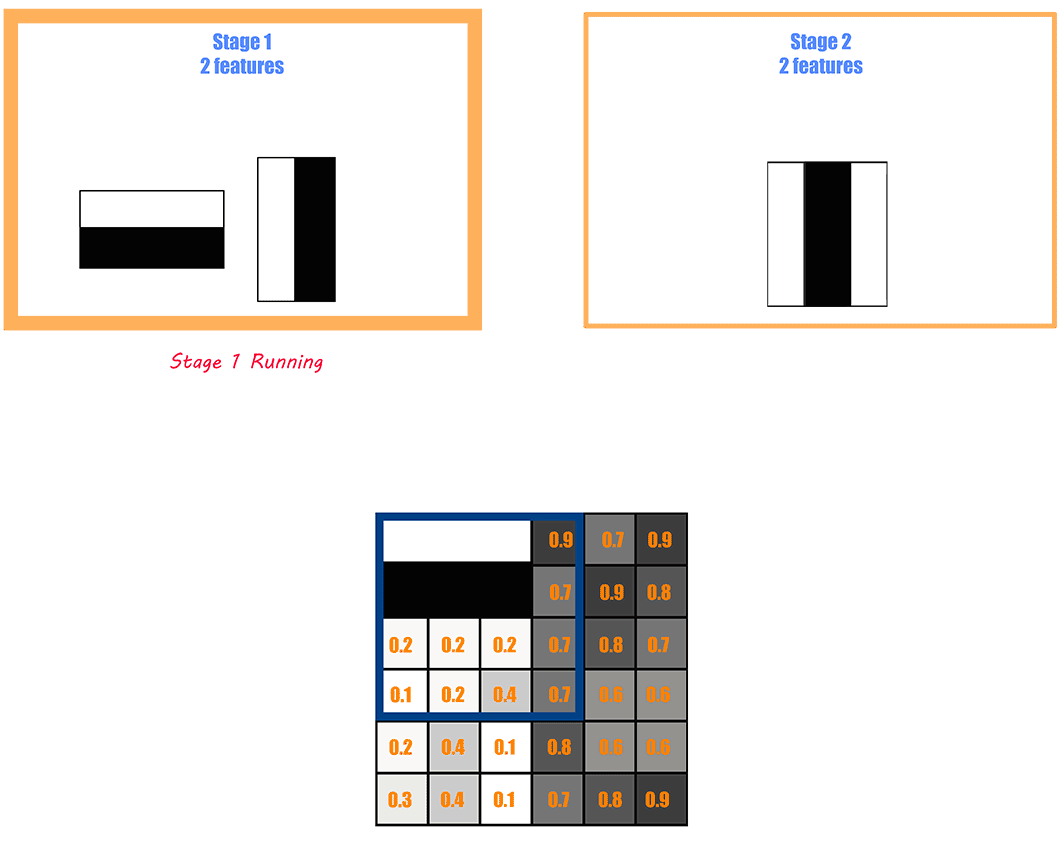 Stage 1
2 features
Stage 2
2 features
Stage 1 Running
0.9 0.7 0.9
0.7 0.9 0.8
0.2 0.2 0.2 0.7 0.8 0.7
0.1 0.2 0.4 0.7 0.6 0.6
0.2 0.4 0.1 0.8 0.6 0.6
0.3 0.4 0.1 0.7 0.8 0.9